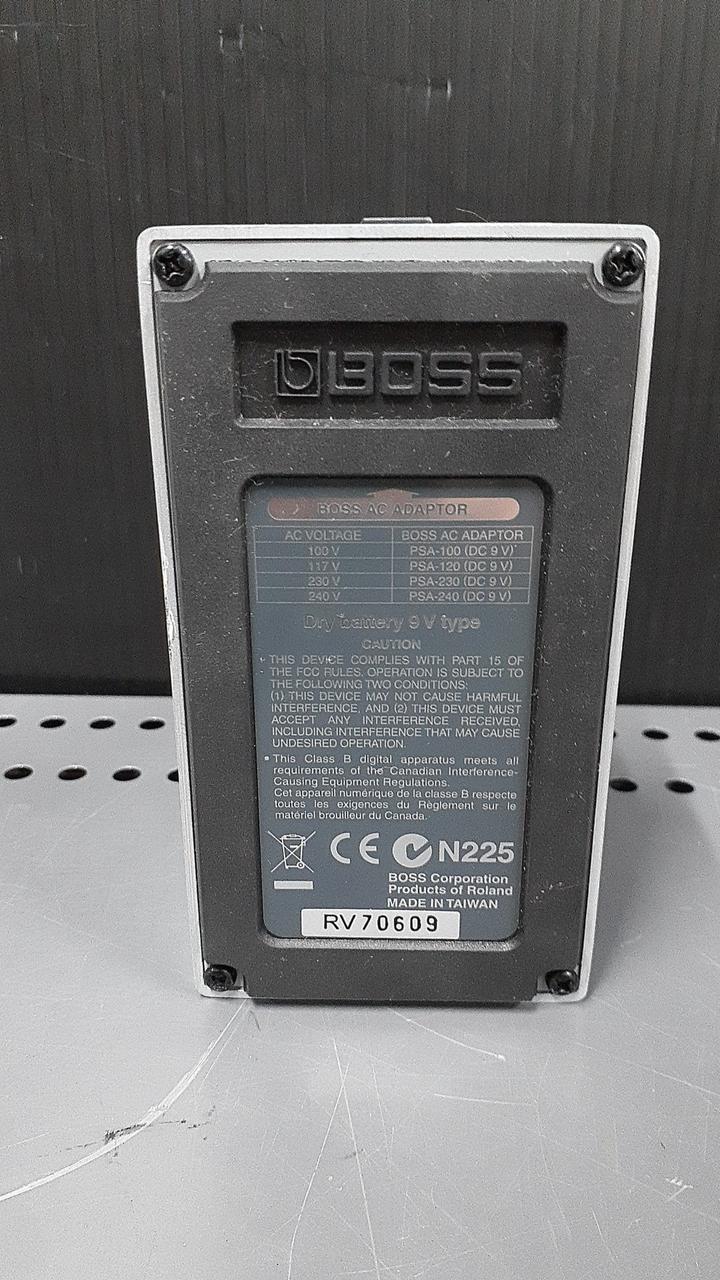 BOSS
BOSS AC ADAPTOR
AC VOLTAGE BOSS AC ADAPTOR
100 V PSA-100 (DC 9 V)
117 V PSA-120 (DC 9 V)
230 V PSA-230 (DC 9 V)
240 V PSA-240 (DC 9 V)
Dry battery 9 V type
CAUTION
• THIS DEVICE COMPLIES WITH PART 15 OF
THE FCC RULES. OPERATION IS SUBJECT TO
THE FOLLOWING TWO CONDITIONS:
(1) THIS DEVICE MAY NOT CAUSE HARMFUL
INTERFERENCE, AND (2) THIS DEVICE MUST
ACCEPT ANY INTERFERENCE RECEIVED,
INCLUDING INTERFERENCE THAT MAY CAUSE
UNDESIRED OPERATION.
• This Class B digital apparatus meets all
requirements of the Canadian Interference-
Causing Equipment Regulations.
Cet appareil numérique de la classe B respecte
toutes les exigences du Règlement sur le
matériel brouilleur du Canada.
CE N225
BOSS Corporation
Products of Roland
MADE IN TAIWAN
RV70609